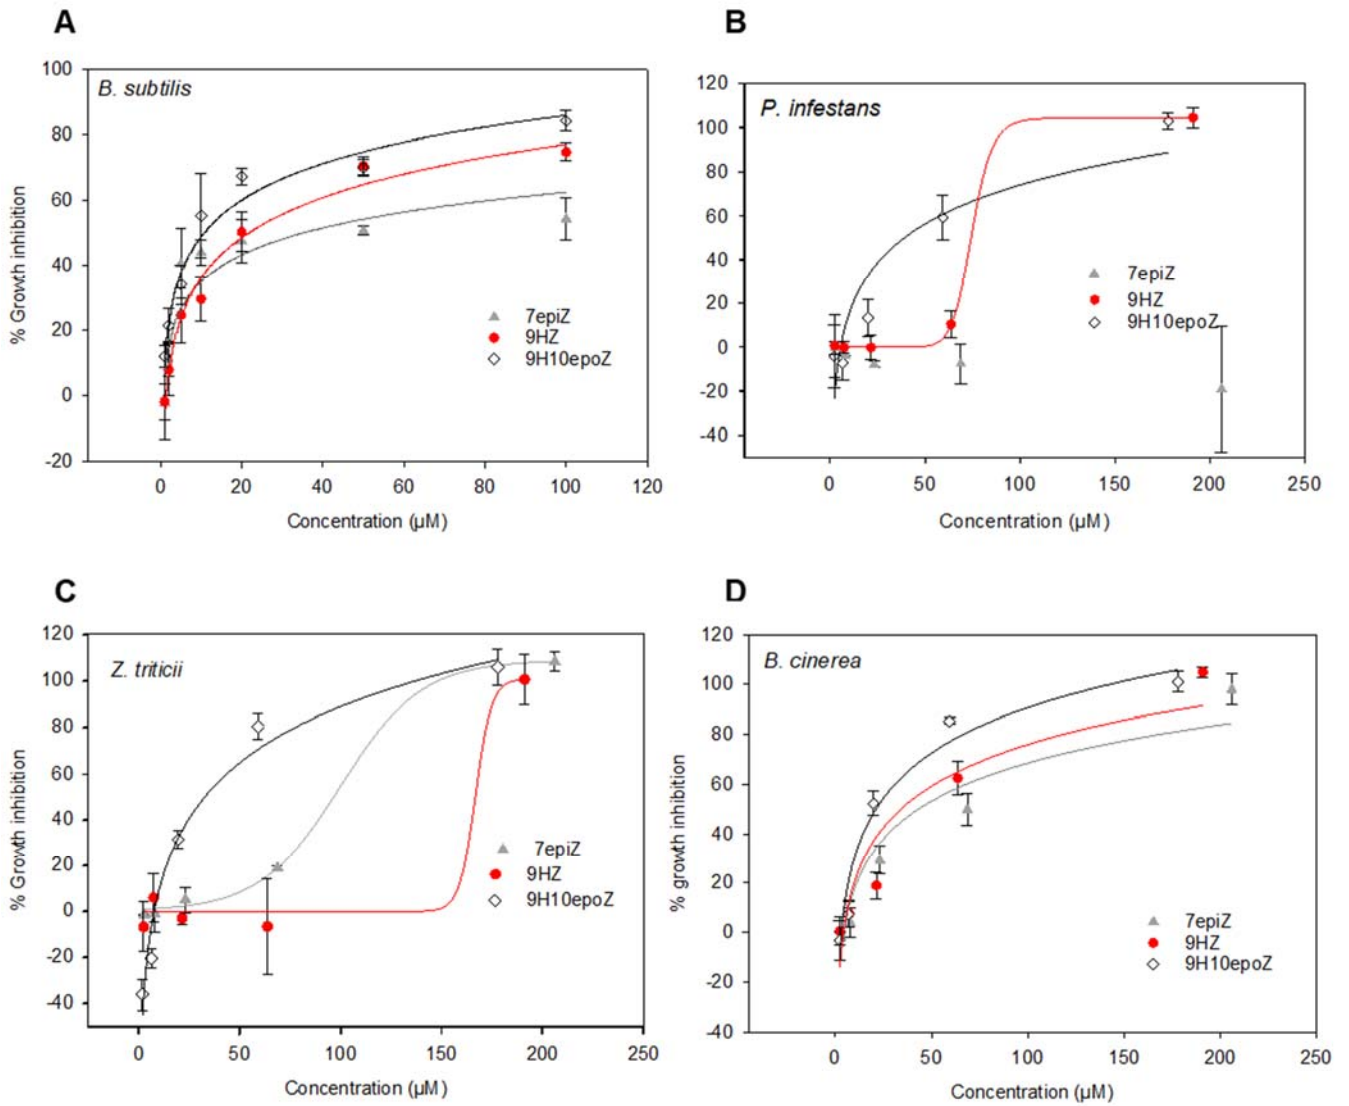 A
B. subtilis
% Growth inhibition
100
80
60
40
20
0
-20
7epiZ
9HZ
9H10epoZ
0 20 40 60 80 100 120
Concentration (µM)
B
P. infestans
120
100
80
60
40
20
0
-20
-40
7epiZ
9HZ
9H10epoZ
0 50 100 150 200 250
Concentration (µM)
C
Z. triticii
% Growth inhibition
120
100
80
60
40
20
0
-20
-40
7epiZ
9HZ
9H10epoZ
0 50 100 150 200 250
Concentration (µM)
D
B. cinerea
% growth inhibition
120
100
80
60
40
20
0
-20
-40
7epiZ
9HZ
9H10epoZ
0 50 100 150 200 250
Concentration (µM)